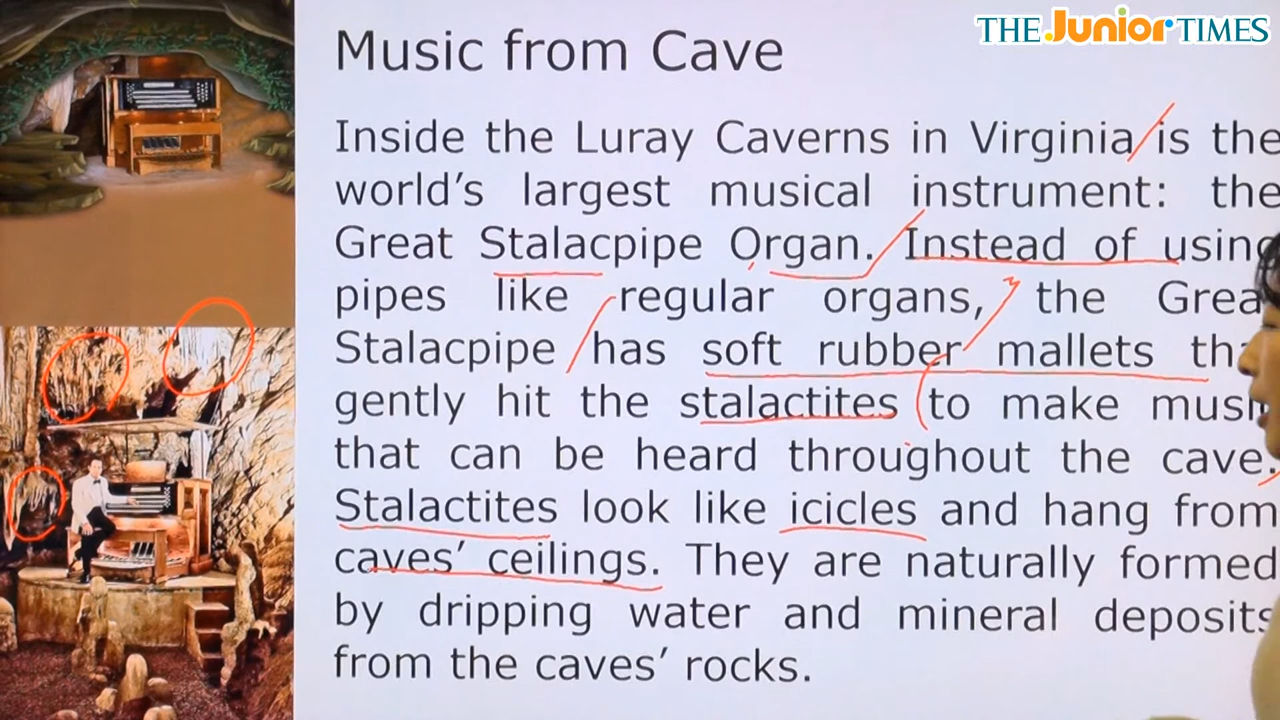 THE Junior TIMES
Music from Cave
Inside the Luray Caverns in Virginia is the
world's largest musical instrument: the
Great Stalacpipe Organ. Instead of using
pipes like regular organs, the Grea
Stalacpipe has soft rubber mallets tha
gently hit the stalactites to make musi
that can be heard throughout the cave.
Stalactites look like icicles and hang from
caves' ceilings. They are naturally formed
by dripping water and mineral deposits
from the caves' rocks.